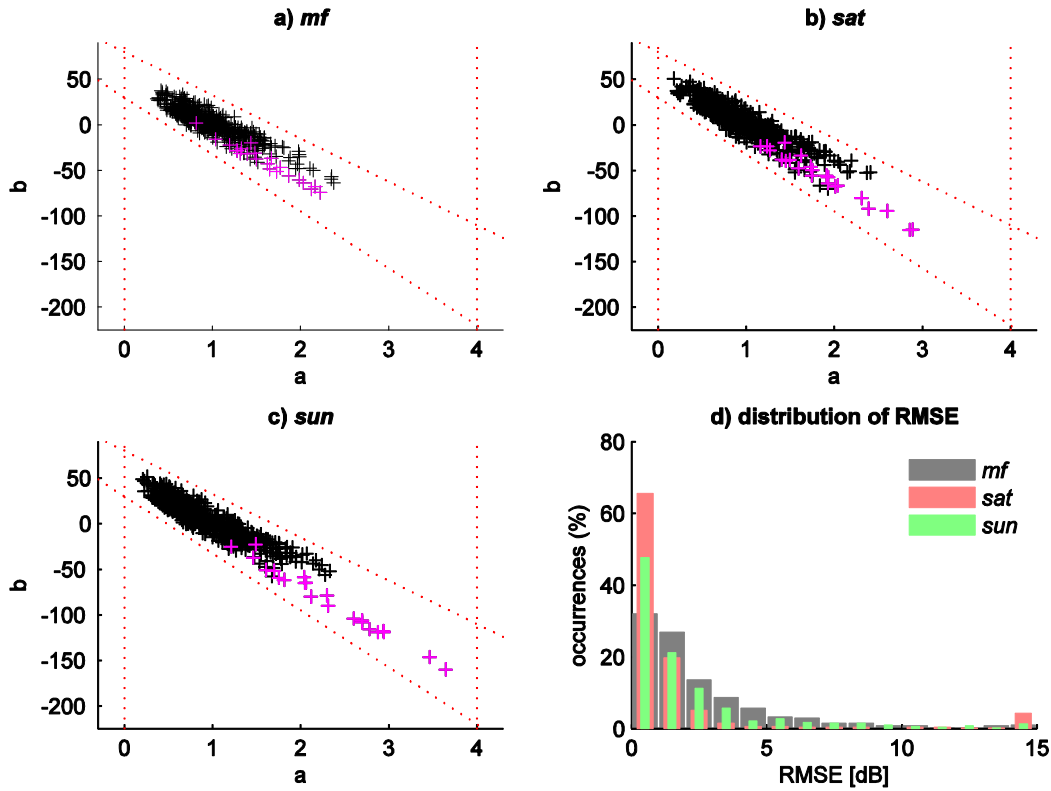 a) mf
50
0
-50
-100
-150
-200
b
0 1 2 3 4
a
b) sat
50
0
-50
-100
-150
-200
b
0 1 2 3 4
a
c) sun
50
0
-50
-100
-150
-200
b
0 1 2 3 4
a
d) distribution of RMSE
80
60
40
20
0
occurrences (%)
mf
sat
sun
0 5 10 15
RMSE [dB]